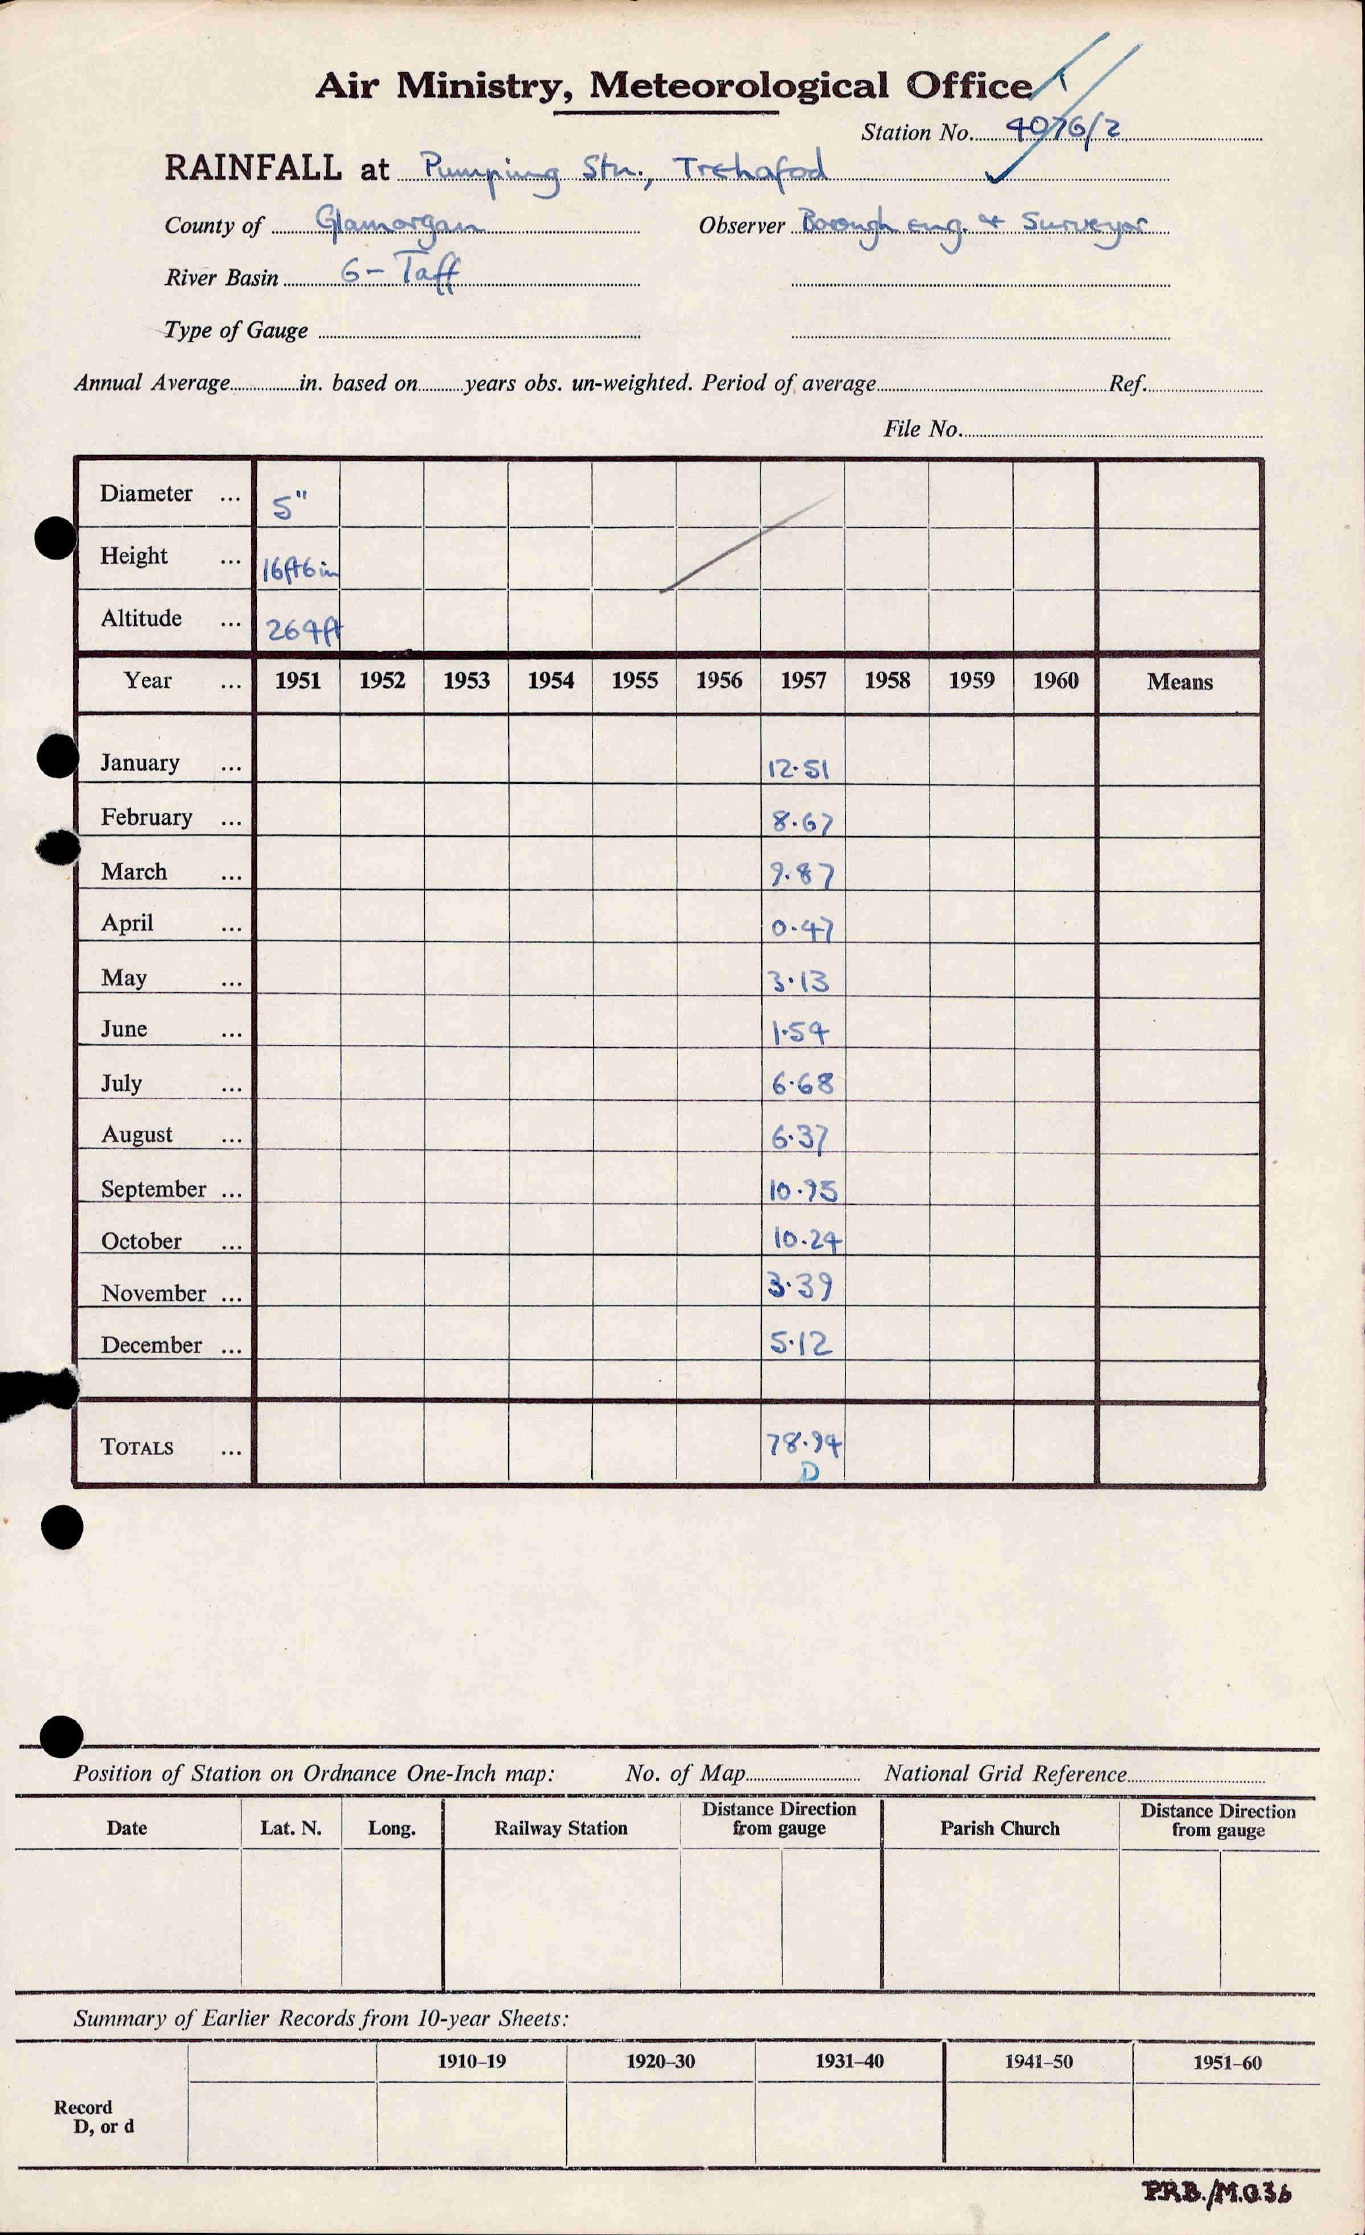 Air Ministry, Meteorological Office
Station No. 4076/2
RAINFALL at Pumping Stn., Trehafod
County of Glamorgan Observer Borough Eng. & Surveyor
River Basin 6 - Taff
Type of Gauge
Annual Average in. based on years obs. un-weighted. Period of average Ref.
File No.
Diameter ... 5"
Height ... 16ft6in
Altitude ... 264ft
Year ... 1951 1952 1953 1954 1955 1956 1957 1958 1959 1960 Means
January ... 12.51
February ... 8.67
March ... 9.87
April ... 0.47
May ... 3.13
June ... 1.54
July ... 6.68
August ... 6.37
September ... 10.95
October ... 10.24
November ... 3.39
December ... 5.12
TOTALS ... 78.94
D
Position of Station on Ordnance One-Inch map: No. of Map National Grid Reference
Date Lat. N. Long. Railway Station Distance Direction from gauge Parish Church Distance Direction from gauge
Summary of Earlier Records from 10-year Sheets:
1910–19 1920–30 1931–40 1941–50 1951–60
Record
D, or d
P.R.B./M.O.36